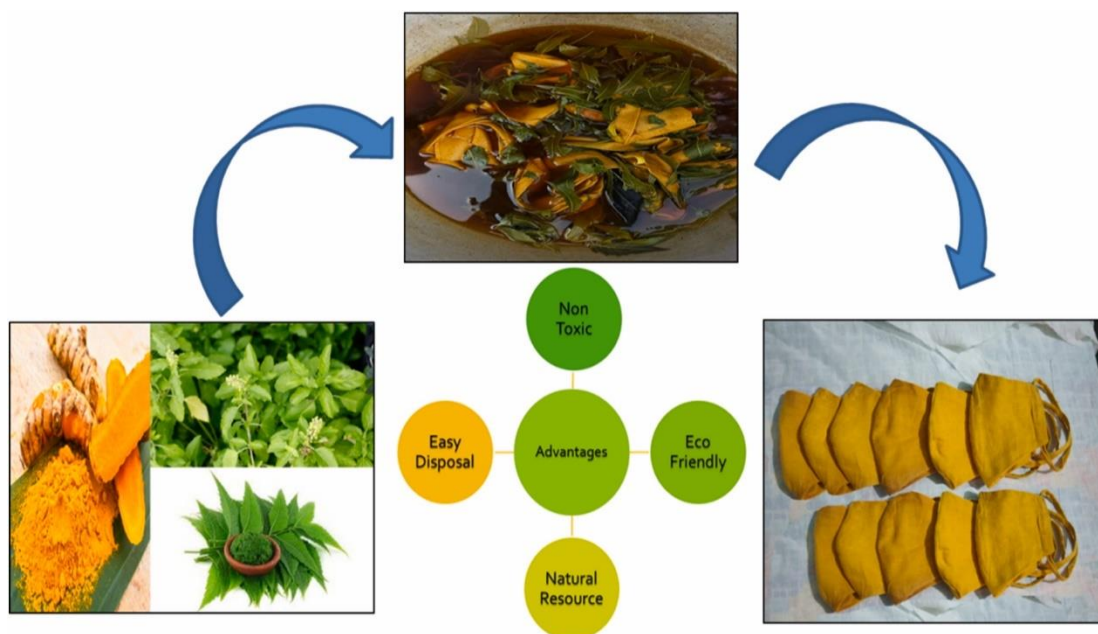 Non
Toxic
Easy
Disposal
Advantages
Eco
Friendly
Natural
Resource